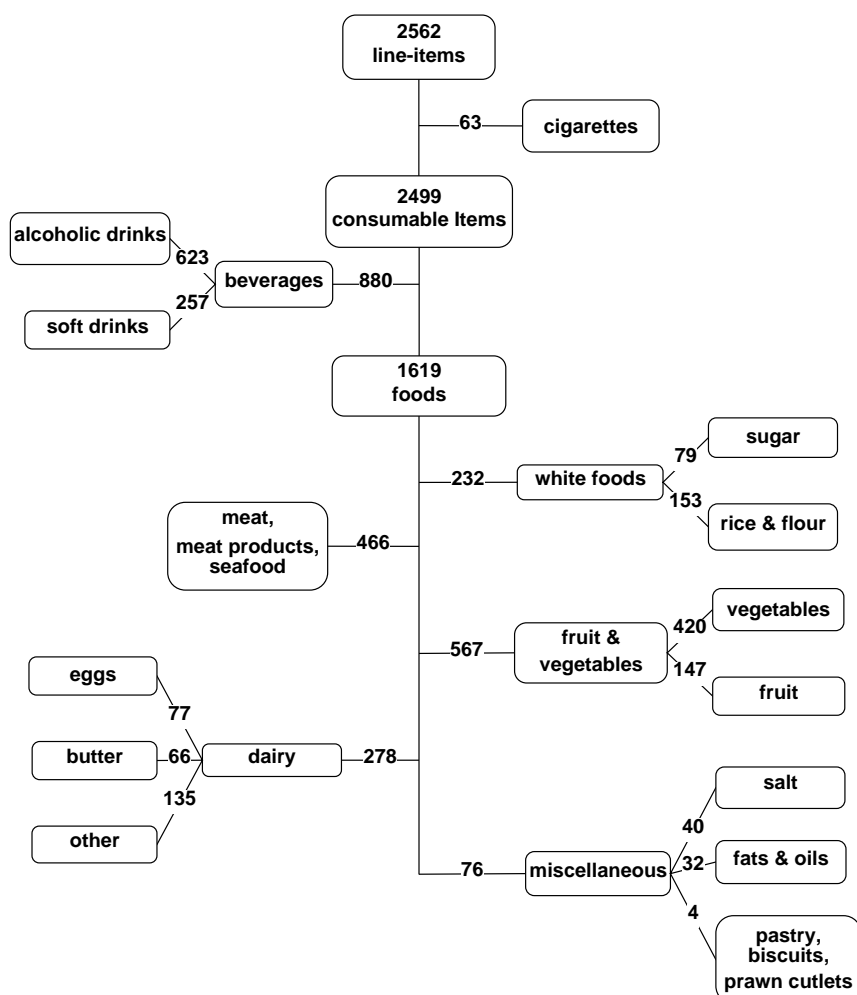 2562
line-items
63
cigarettes
2499
consumable Items
alcoholic drinks
623
beverages
880
257
soft drinks
1619
foods
sugar
79
232
white foods
153
rice & flour
meat,
meat products,
seafood
466
vegetables
420
567
fruit &
vegetables
147
fruit
eggs
77
butter
66
dairy
278
135
other
salt
40
76
miscellaneous
32
fats & oils
4
pastry,
biscuits,
prawn cutlets